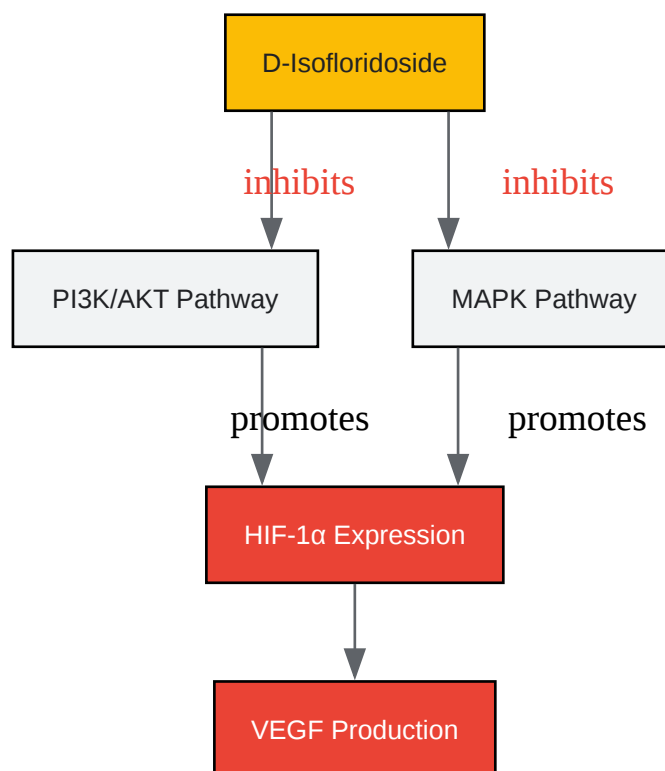 D-Isofloridoside
inhibits
inhibits
PI3K/AKT Pathway
MAPK Pathway
promotes
promotes
HIF-1α Expression
VEGF Production